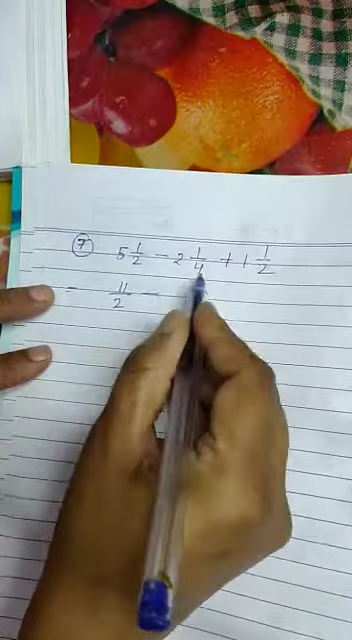 ⑦ 5 1/2 - 2 1/4 + 1 1/2
= 11/2 -